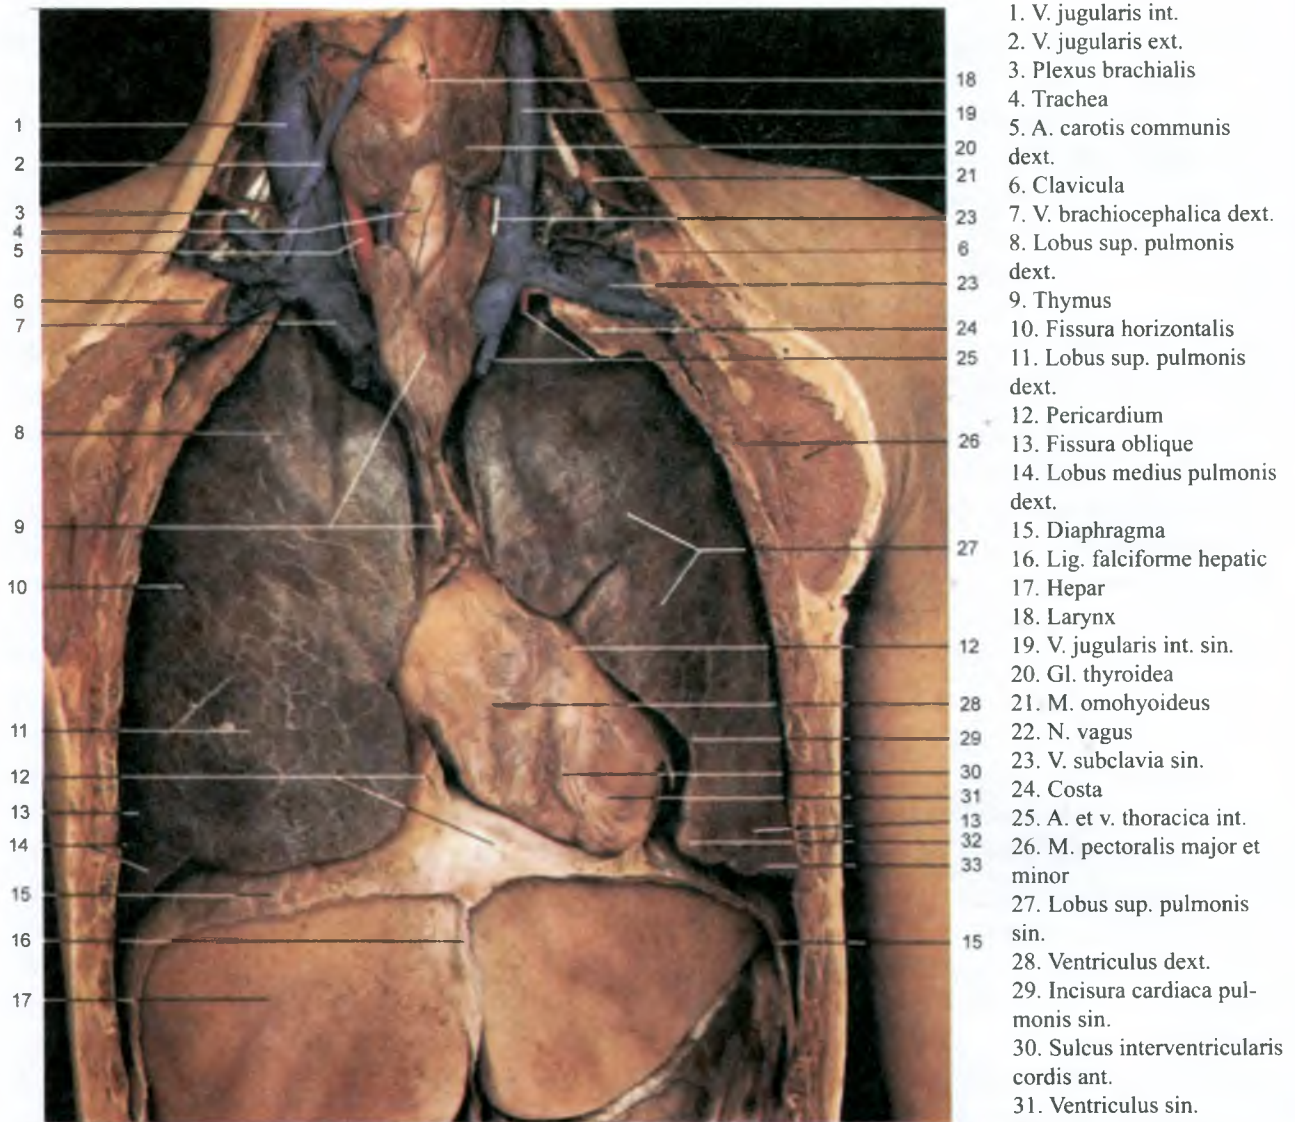 1
2
3
4
5
6
7
8
9
10
11
12
13
14
15
16
17
18
19
20
21
23
6
23
24
25
26
27
12
28
29
30
31
13
32
33
15
1. V. jugularis int.
2. V. jugularis ext.
3. Plexus brachialis
4. Trachea
5. A. carotis communis
dext.
6. Clavicula
7. V. brachiocephalica dext.
8. Lobus sup. pulmonis
dext.
9. Thymus
10. Fissura horizontalis
11. Lobus sup. pulmonis
dext.
12. Pericardium
13. Fissura oblique
14. Lobus medius pulmonis
dext.
15. Diaphragma
16. Lig. falciforme hepatic
17. Hepar
18. Larynx
19. V. jugularis int. sin.
20. Gl. thyroidea
21. M. omohyoideus
22. N. vagus
23. V. subclavia sin.
24. Costa
25. A. et v. thoracica int.
26. M. pectoralis major et
minor
27. Lobus sup. pulmonis
sin.
28. Ventriculus dext.
29. Incisura cardiaca pul-
monis sin.
30. Sulcus interventricularis
cordis ant.
31. Ventriculus sin.